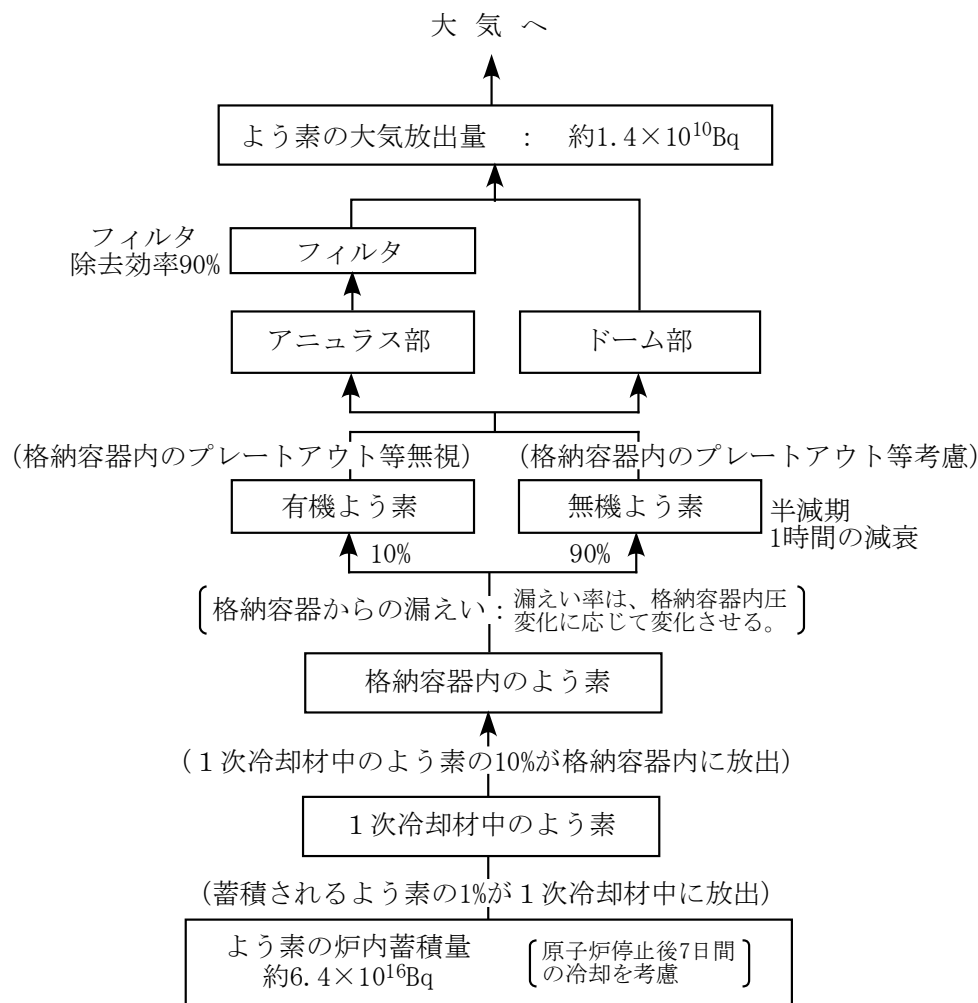 大 気 へ
よう素の大気放出量 : 約1.4×10¹⁰Bq
フィルタ
除去効率90%
フィルタ
アニュラス部
ドーム部
(格納容器内のプレートアウト等無視)
(格納容器内のプレートアウト等考慮)
有機よう素
無機よう素
半減期
1時間の減衰
10%
90%
格納容器からの漏えい:
漏えい率は、格納容器内圧
変化に応じて変化させる。
格納容器内のよう素
(１次冷却材中のよう素の10%が格納容器内に放出)
１次冷却材中のよう素
(蓄積されるよう素の1%が１次冷却材中に放出)
よう素の炉内蓄積量
約6.4×10¹⁶Bq
原子炉停止後7日間
の冷却を考慮